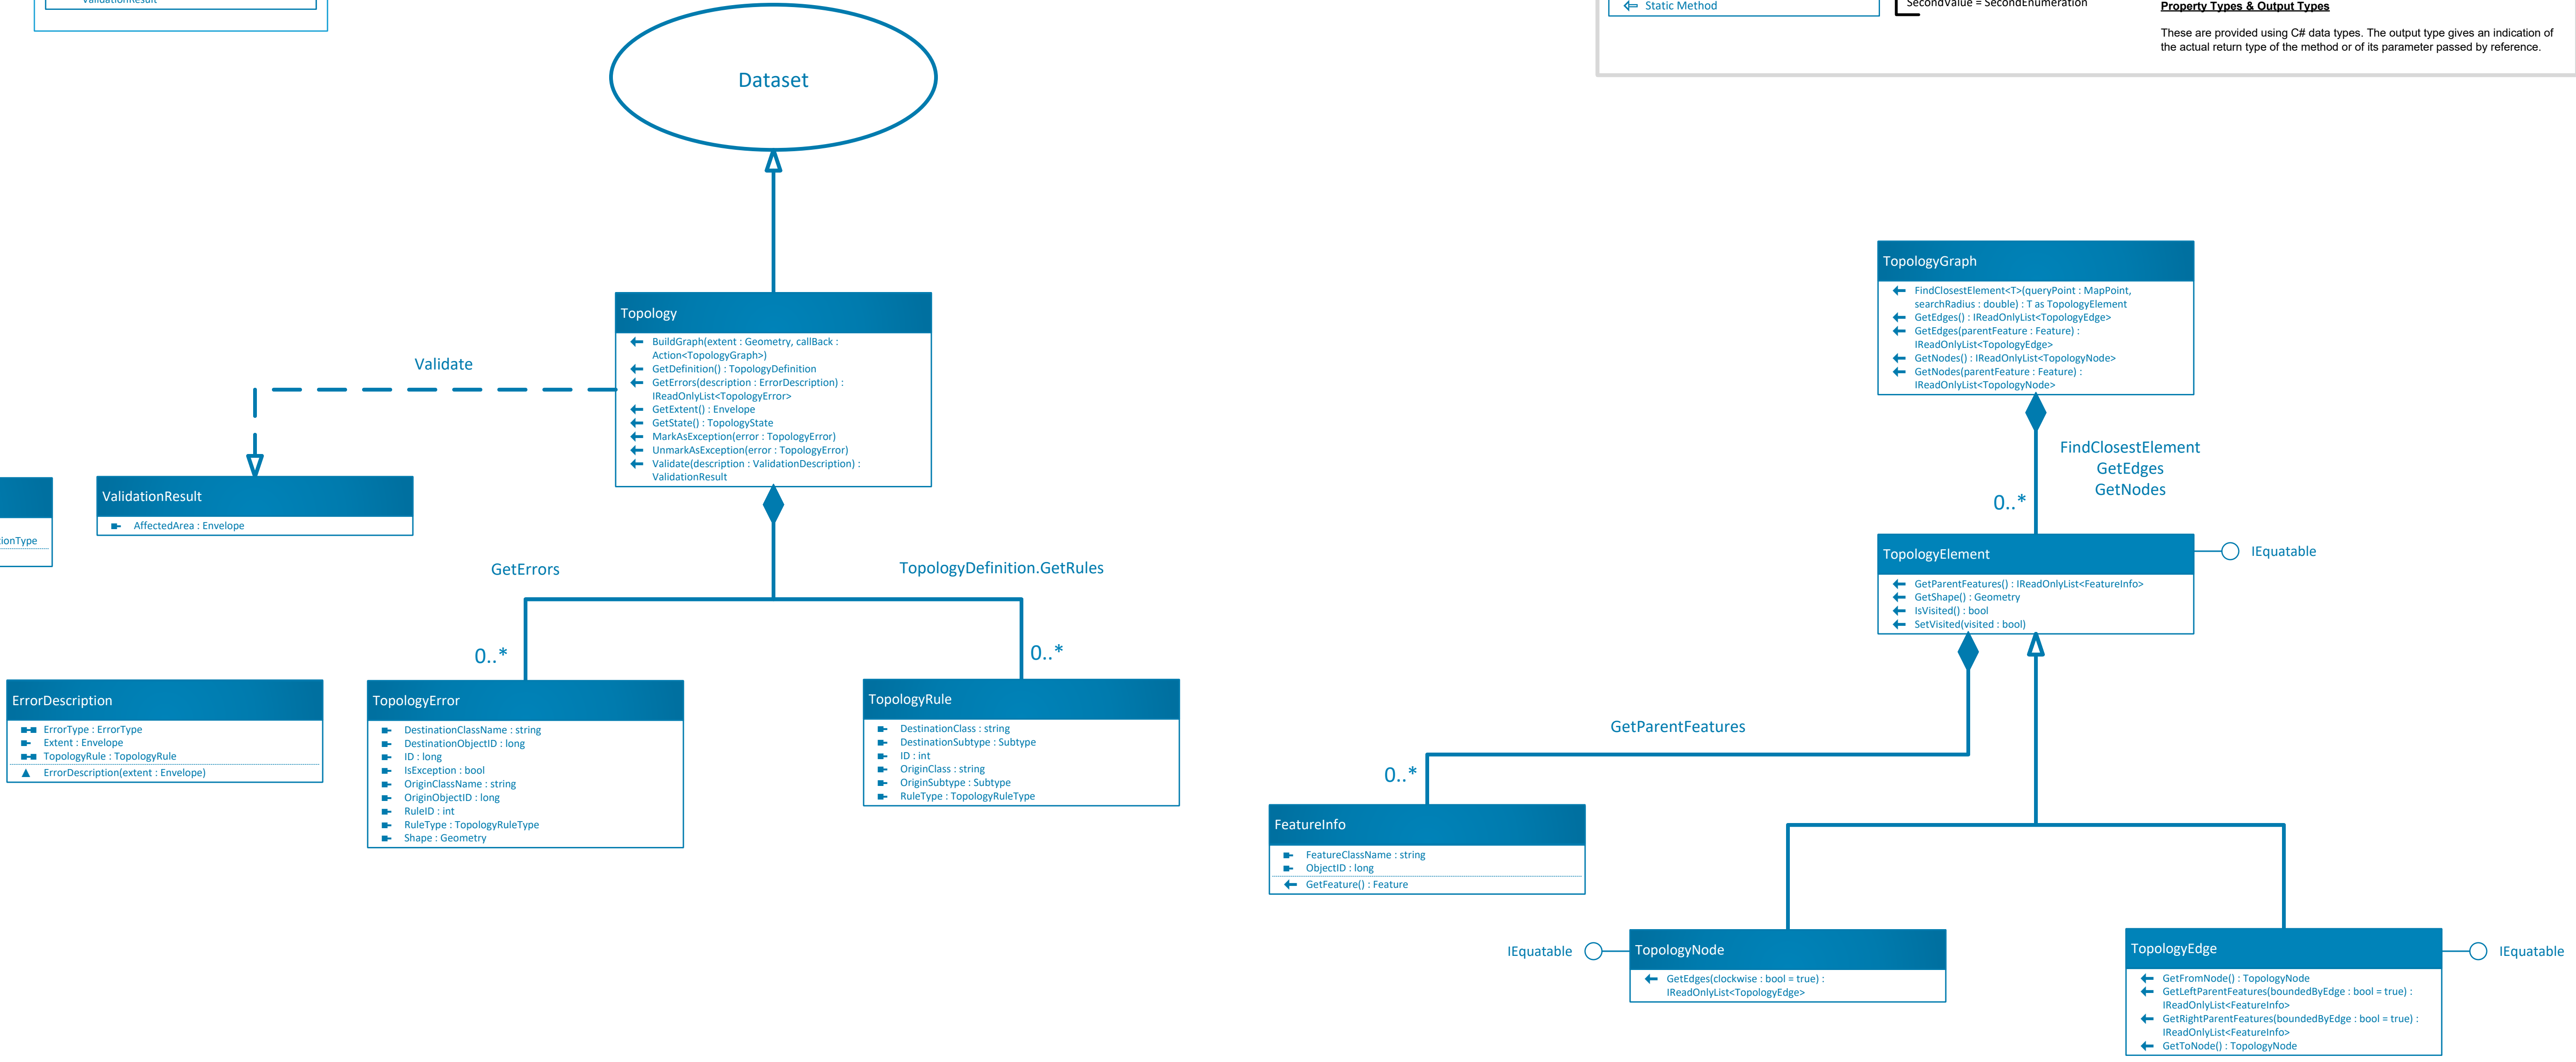 ValidationResult
Static Method
SecondValue = SecondEnumeration
Property Types & Output Types
These are provided using C# data types. The output type gives an indication of
the actual return type of the method or of its parameter passed by reference.
Dataset
Topology
BuildGraph(extent : Geometry, callBack :
Action<TopologyGraph>)
GetDefinition() : TopologyDefinition
GetErrors(description : ErrorDescription) :
IReadOnlyList<TopologyError>
GetExtent() : Envelope
GetState() : TopologyState
MarkAsException(error : TopologyError)
UnmarkAsException(error : TopologyError)
Validate(description : ValidationDescription) :
ValidationResult
Validate
ionType
ValidationResult
AffectedArea : Envelope
GetErrors
TopologyDefinition.GetRules
0..*
0..*
ErrorDescription
ErrorType : ErrorType
Extent : Envelope
TopologyRule : TopologyRule
ErrorDescription(extent : Envelope)
TopologyError
DestinationClassName : string
DestinationObjectID : long
ID : long
IsException : bool
OriginClassName : string
OriginObjectID : long
RuleID : int
RuleType : TopologyRuleType
Shape : Geometry
TopologyRule
DestinationClass : string
DestinationSubtype : Subtype
ID : int
OriginClass : string
OriginSubtype : Subtype
RuleType : TopologyRuleType
TopologyGraph
FindClosestElement<T>(queryPoint : MapPoint,
searchRadius : double) : T as TopologyElement
GetEdges() : IReadOnlyList<TopologyEdge>
GetEdges(parentFeature : Feature) :
IReadOnlyList<TopologyEdge>
GetNodes() : IReadOnlyList<TopologyNode>
GetNodes(parentFeature : Feature) :
IReadOnlyList<TopologyNode>
FindClosestElement
GetEdges
GetNodes
0..*
TopologyElement
GetParentFeatures() : IReadOnlyList<FeatureInfo>
GetShape() : Geometry
IsVisited() : bool
SetVisited(visited : bool)
IEquatable
GetParentFeatures
0..*
FeatureInfo
FeatureClassName : string
ObjectID : long
GetFeature() : Feature
IEquatable
TopologyNode
GetEdges(clockwise : bool = true) :
IReadOnlyList<TopologyEdge>
TopologyEdge
GetFromNode() : TopologyNode
GetLeftParentFeatures(boundedByEdge : bool = true) :
IReadOnlyList<FeatureInfo>
GetRightParentFeatures(boundedByEdge : bool = true) :
IReadOnlyList<FeatureInfo>
GetToNode() : TopologyNode
IEquatable